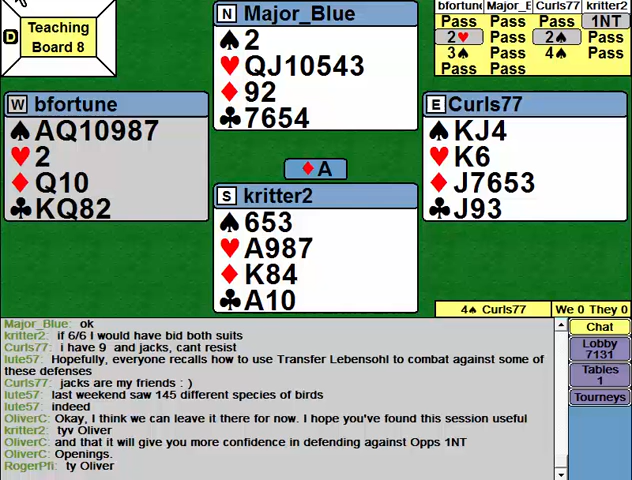 D Teaching
Board 8
N Major_Blue
♠ 2
♥ QJ10543
♦ 92
♣ 7654
Major_E Curls77 kritter2
Pass Pass Pass 1NT
2♥ Pass 2♠ Pass
3♠ Pass 4♠ Pass
Pass Pass
W bfortune
♠ AQ10987
♥ 2
♦ Q10
♣ KQ82
E Curls77
♠ KJ4
♥ K6
♦ J7653
♣ J93
♦ A
S kritter2
♠ 653
♥ A987
♦ K84
♣ A10
4♠ Curls77 We 0 They 0
Major_Blue: ok
kritter2: if 6/6 I would have bid both suits
Curls77: i have 9 and jacks, cant resist
lute57: Hopefully, everyone recalls how to use Transfer Lebensohl to combat against some of
these defenses
Curls77: jacks are my friends : )
lute57: last weekend saw 145 different species of birds
lute57: indeed
OliverC: Okay, I think we can leave it there for now. I hope you've found this session useful
kritter2: tyv Oliver
OliverC: and that it will give you more confidence in defending against Opps 1NT
OliverC: Openings.
RogerPfi: ty Oliver
Chat
Lobby
7131
Tables
1
Tourneys